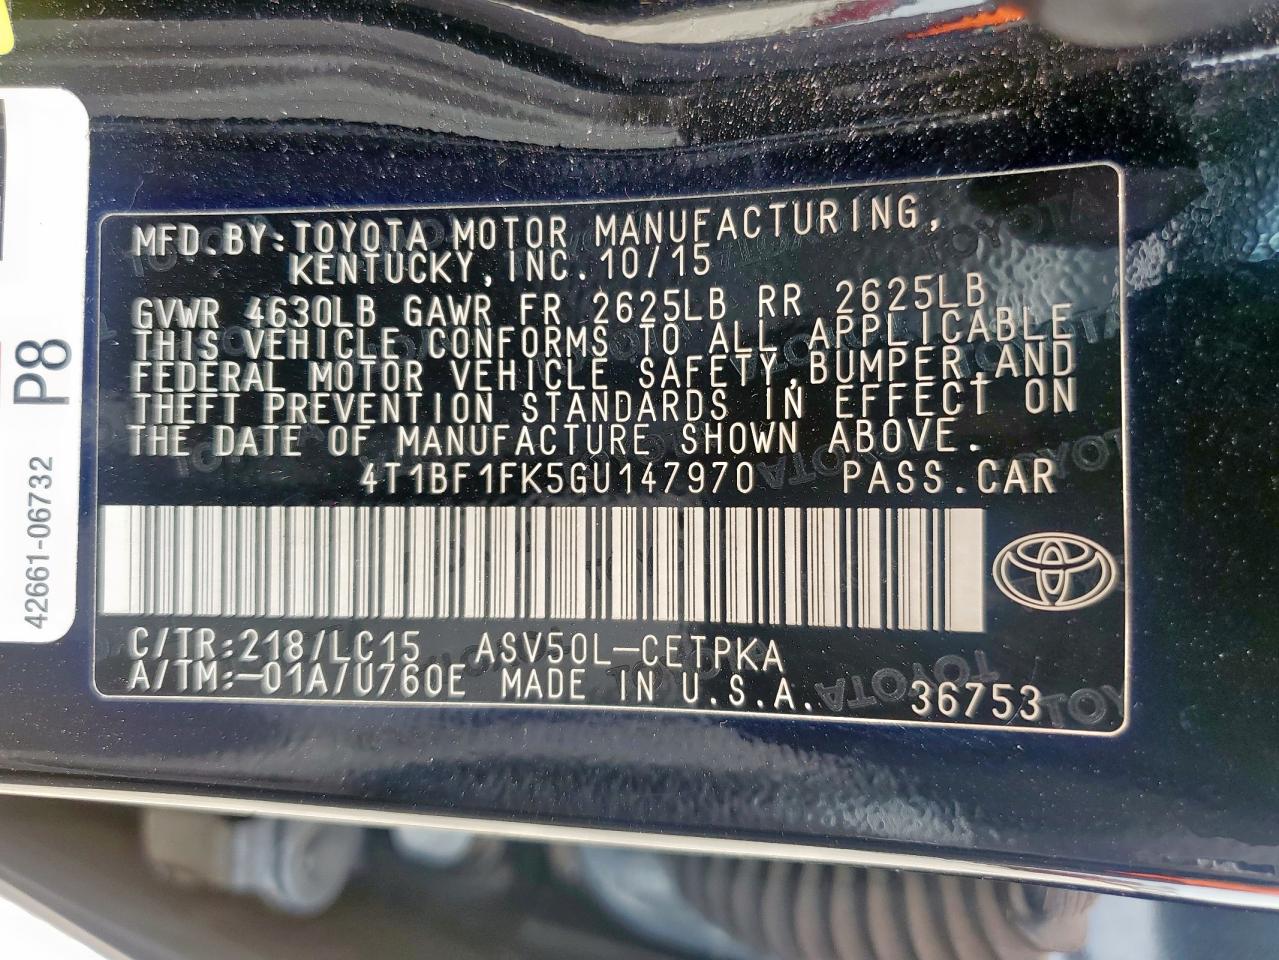 MFD.BY:TOYOTA MOTOR MANUFACTURING,
KENTUCKY,INC.10/15
GVWR 4630LB GAWR FR 2625LB RR 2625LB
THIS VEHICLE CONFORMS TO ALL APPLICABLE
FEDERAL MOTOR VEHICLE SAFETY,BUMPER,AND
THEFT PREVENTION STANDARDS IN EFFECT ON
THE DATE OF MANUFACTURE SHOWN ABOVE.
4T1BF1FK5GU147970 PASS.CAR
C/TR:218/LC15 ASV50L-CETPKA
A/TM:-01A/U760E MADE IN U.S.A. 36753
P8
42661-06732
TOYOTA